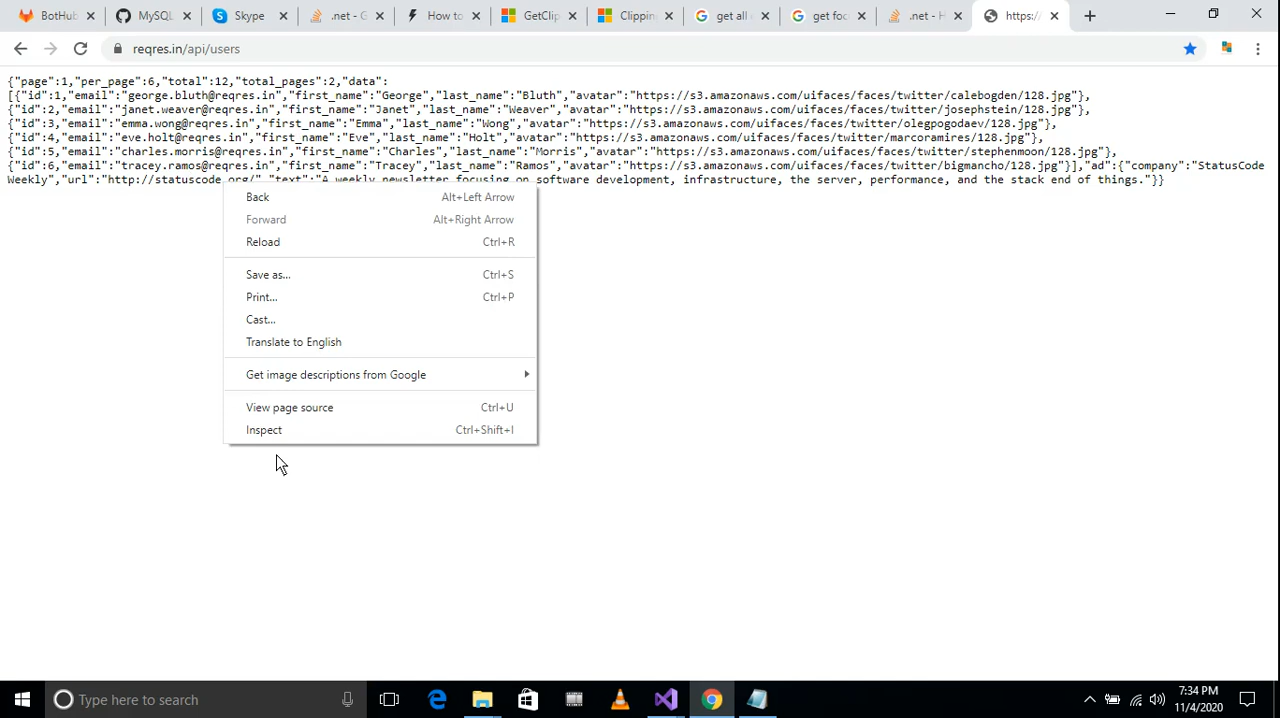 BotHub
MySQL
Skype
.net - G
How to
GetClip
Clippin
get all
get foc
.net - H
https:/
reqres.in/api/users
{"page":1,"per_page":6,"total":12,"total_pages":2,"data":
[{"id":1,"email":"george.bluth@reqres.in","first_name":"George","last_name":"Bluth","avatar":"https://s3.amazonaws.com/uifaces/faces/twitter/calebogden/128.jpg"},
{"id":2,"email":"janet.weaver@reqres.in","first_name":"Janet","last_name":"Weaver","avatar":"https://s3.amazonaws.com/uifaces/faces/twitter/josephstein/128.jpg"},
{"id":3,"email":"emma.wong@reqres.in","first_name":"Emma","last_name":"Wong","avatar":"https://s3.amazonaws.com/uifaces/faces/twitter/olegpogodaev/128.jpg"},
{"id":4,"email":"eve.holt@reqres.in","first_name":"Eve","last_name":"Holt","avatar":"https://s3.amazonaws.com/uifaces/faces/twitter/marcoramires/128.jpg"},
{"id":5,"email":"charles.morris@reqres.in","first_name":"Charles","last_name":"Morris","avatar":"https://s3.amazonaws.com/uifaces/faces/twitter/stephenmoon/128.jpg"},
{"id":6,"email":"tracey.ramos@reqres.in","first_name":"Tracey","last_name":"Ramos","avatar":"https://s3.amazonaws.com/uifaces/faces/twitter/bigmancho/128.jpg"}],"ad":{"company":"StatusCode
Weekly","url":"http://statuscode.org/","text":"A weekly newsletter focusing on software development, infrastructure, the server, performance, and the stack end of things."}}
Back Alt+Left Arrow
Forward Alt+Right Arrow
Reload Ctrl+R
Save as... Ctrl+S
Print... Ctrl+P
Cast...
Translate to English
Get image descriptions from Google
View page source Ctrl+U
Inspect Ctrl+Shift+I
Type here to search
7:34 PM
11/4/2020